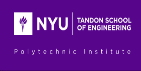 NYU TANDON SCHOOL
OF ENGINEERING
Polytechnic Institute